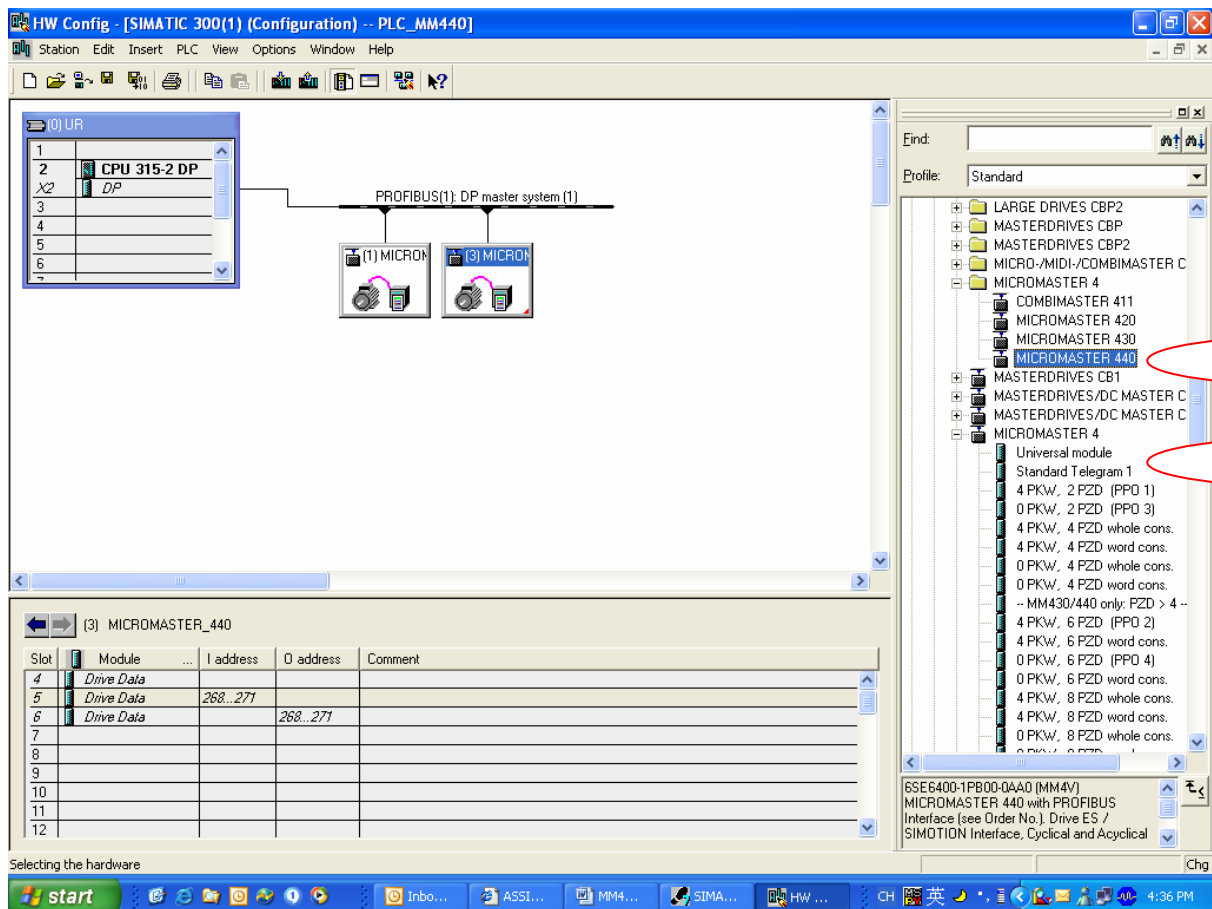 HW Config - [SIMATIC 300(1) (Configuration) -- PLC_MM440]
Station Edit Insert PLC View Options Window Help
(0) UR
1
2 CPU 315-2 DP
X2 DP
3
4
5
6
7
PROFIBUS(1): DP master system (1)
(1) MICROM
(3) MICROM
Find:
Profile: Standard
LARGE DRIVES CBP2
MASTERDRIVES CBP
MASTERDRIVES CBP2
MICRO-/MIDI-/COMBIMASTER C
MICROMASTER 4
COMBIMASTER 411
MICROMASTER 420
MICROMASTER 430
MICROMASTER 440
MASTERDRIVES CB1
MASTERDRIVES/DC MASTER C
MASTERDRIVES/DC MASTER C
MICROMASTER 4
Universal module
Standard Telegram 1
4 PKW, 2 PZD (PPO 1)
0 PKW, 2 PZD (PPO 3)
4 PKW, 4 PZD whole cons.
4 PKW, 4 PZD word cons.
0 PKW, 4 PZD whole cons.
0 PKW, 4 PZD word cons.
-- MM430/440 only: PZD > 4 --
4 PKW, 6 PZD (PPO 2)
4 PKW, 6 PZD word cons.
0 PKW, 6 PZD (PPO 4)
0 PKW, 6 PZD word cons.
4 PKW, 8 PZD whole cons.
4 PKW, 8 PZD word cons.
0 PKW, 8 PZD whole cons.
6SE6400-1PB00-0AA0 (MM4V)
MICROMASTER 440 with PROFIBUS
Interface (see Order No.). Drive ES /
SIMOTION Interface, Cyclical and Acyclical
(3) MICROMASTER_440
Slot Module ... I address O address Comment
4 Drive Data
5 Drive Data 268...271
6 Drive Data 268...271
7
8
9
10
11
12
Selecting the hardware
Chg
start Inbo... ASSI... MM4... SIMA... HW ... CH 英 4:36 PM